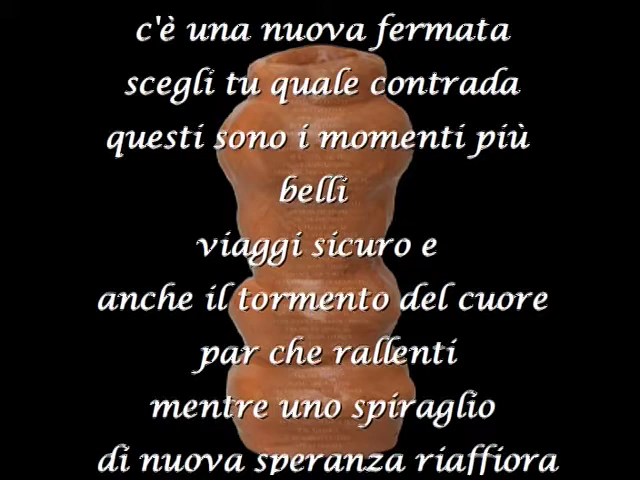 c'è una nuova fermata
scegli tu quale contrada
questi sono i momenti più
belli
viaggi sicuro e
anche il tormento del cuore
par che rallenti
mentre uno spiraglio
di nuova speranza riaffiora